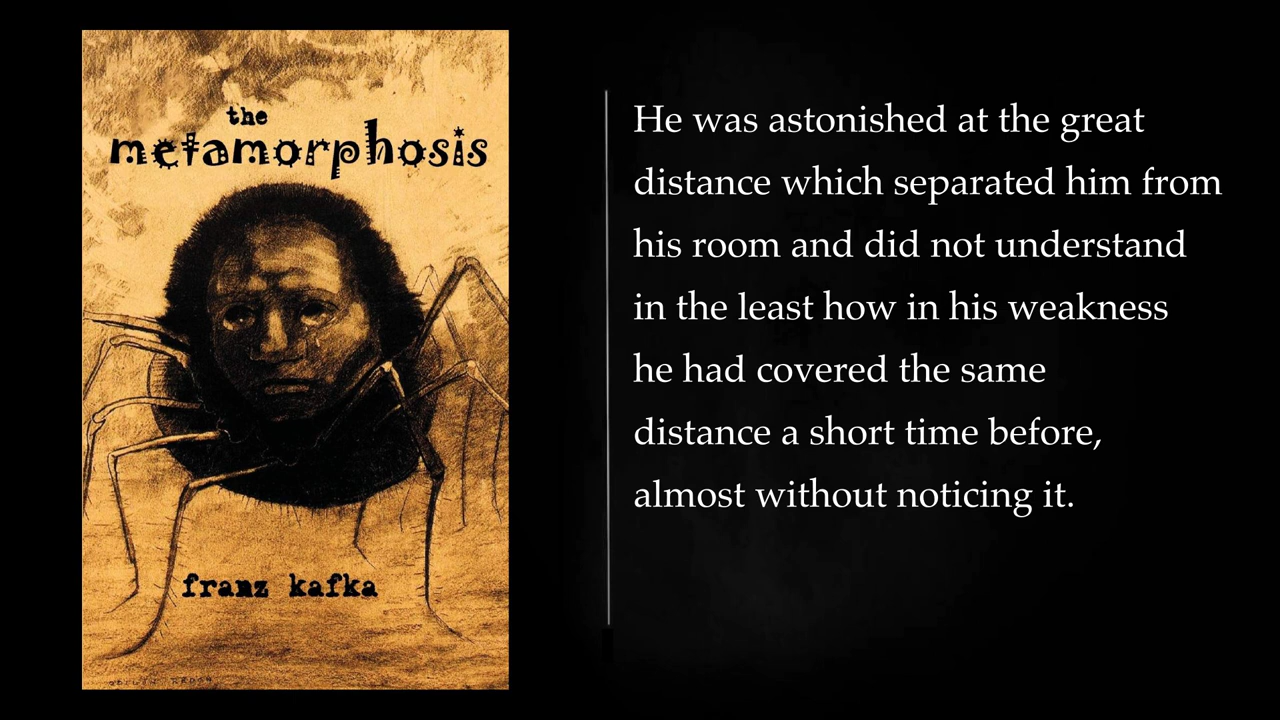 the
metamorphosis
franz kafka
ODILON REDON
He was astonished at the great
distance which separated him from
his room and did not understand
in the least how in his weakness
he had covered the same
distance a short time before,
almost without noticing it.